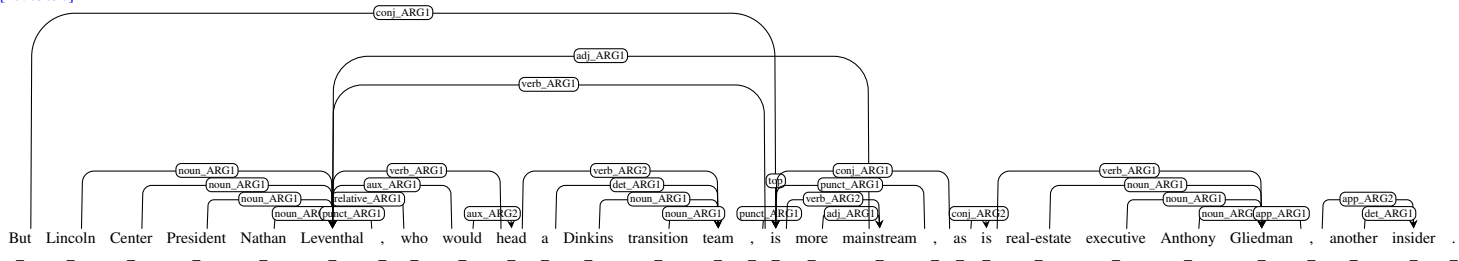 conj_ARG1
adj_ARG1
verb_ARG1
noun_ARG1 verb_ARG1 verb_ARG2 conj_ARG1 verb_ARG1
noun_ARG1 aux_ARG1 det_ARG1 top punct_ARG1 noun_ARG1
noun_ARG1 relative_ARG1 noun_ARG1 verb_ARG2 noun_ARG1 app_ARG2
punct_ARG1 aux_ARG2 noun_ARG1 punct_ARG1 adj_ARG1 conj_ARG2 app_ARG1 det_ARG1
But Lincoln Center President Nathan Leventhal , who would head a Dinkins transition team , is more mainstream , as is real-estate executive Anthony Gliedman , another insider .